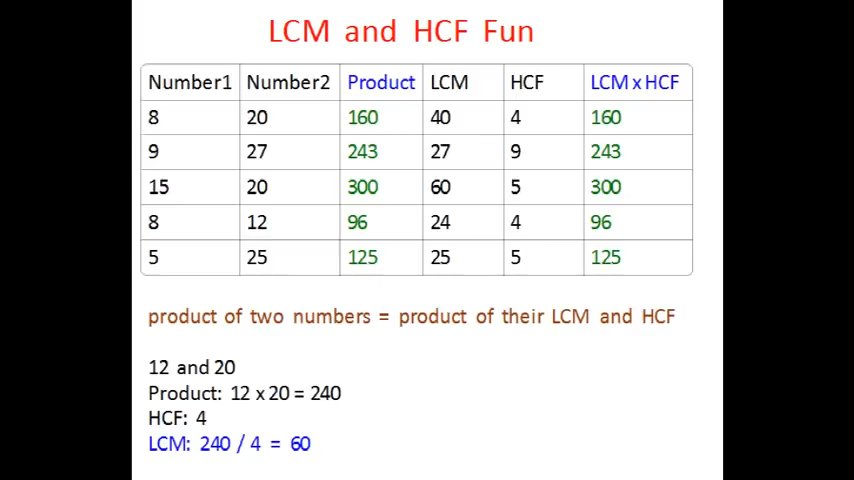 LCM and HCF Fun
Number1 Number2 Product LCM HCF LCM x HCF
8 20 160 40 4 160
9 27 243 27 9 243
15 20 300 60 5 300
8 12 96 24 4 96
5 25 125 25 5 125
product of two numbers = product of their LCM and HCF
12 and 20
Product: 12 x 20 = 240
HCF: 4
LCM: 240 / 4 = 60